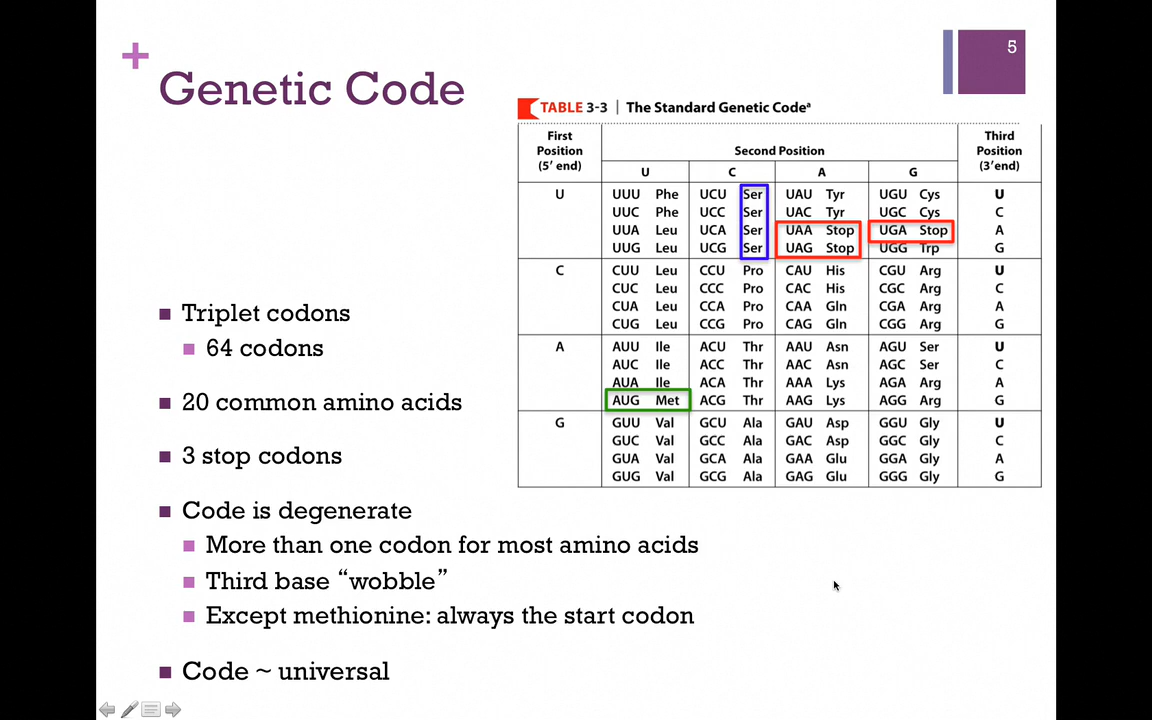 +
5
Genetic Code
TABLE 3-3 | The Standard Genetic Codeª
First Position (5′ end) Second Position Third Position (3′end)
U C A G
U UUU Phe UCU Ser UAU Tyr UGU Cys U
UUC Phe UCC Ser UAC Tyr UGC Cys C
UUA Leu UCA Ser UAA Stop UGA Stop A
UUG Leu UCG Ser UAG Stop UGG Trp G
C CUU Leu CCU Pro CAU His CGU Arg U
CUC Leu CCC Pro CAC His CGC Arg C
CUA Leu CCA Pro CAA Gln CGA Arg A
CUG Leu CCG Pro CAG Gln CGG Arg G
A AUU Ile ACU Thr AAU Asn AGU Ser U
AUC Ile ACC Thr AAC Asn AGC Ser C
AUA Ile ACA Thr AAA Lys AGA Arg A
AUG Met ACG Thr AAG Lys AGG Arg G
G GUU Val GCU Ala GAU Asp GGU Gly U
GUC Val GCC Ala GAC Asp GGC Gly C
GUA Val GCA Ala GAA Glu GGA Gly A
GUG Val GCG Ala GAG Glu GGG Gly G
Triplet codons
64 codons
20 common amino acids
3 stop codons
Code is degenerate
More than one codon for most amino acids
Third base “wobble”
Except methionine: always the start codon
Code ~ universal